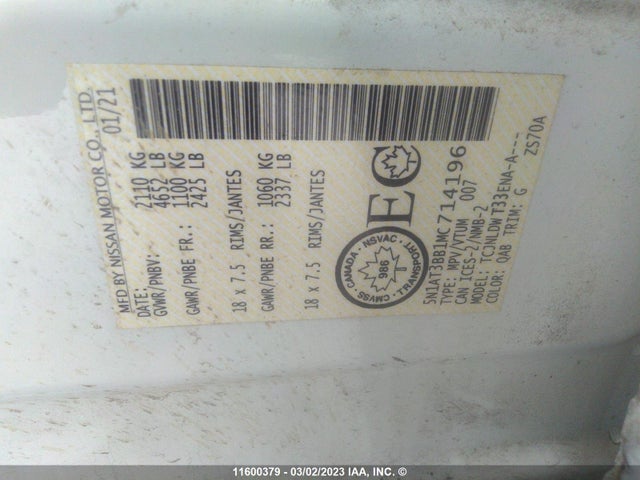 MFD BY NISSAN MOTOR CO., LTD.
DATE: 01/21
GVWR/PNBV: 2110 KG
4652 LB
GAWR/PNBE FR.: 1100 KG
2425 LB
18 x 7.5 RIMS/JANTES
GAWR/PNBE RR.: 1060 KG
2337 LB
18 x 7.5 RIMS/JANTES
CANADA · NSVAC · TRANSPORT · CMVSS
986
EC
5N1AT3BB1MC714196
TYPE: MPV/VTUM 007
CAN ICES-2/NMB-2
MODEL: TCJNLDWT33ENA-A---
COLOR: QAB TRIM: G ZS70A
11600379 - 03/02/2023 IAA, INC. ©